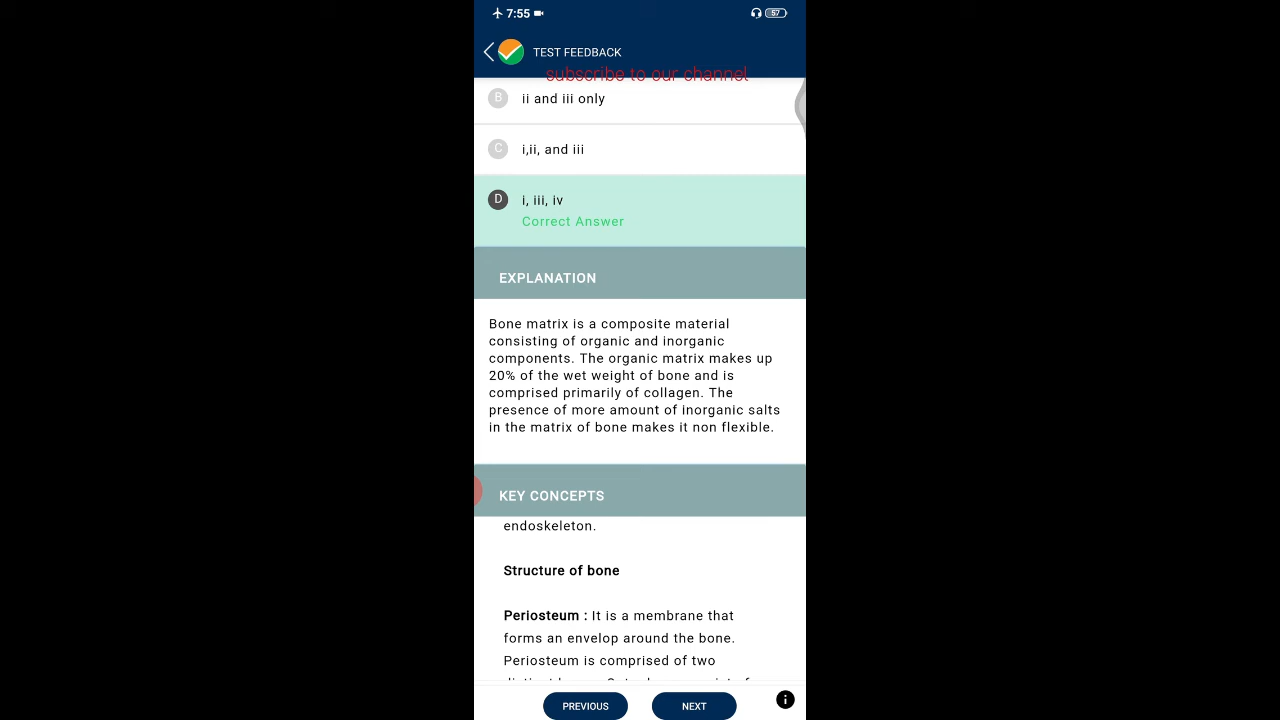 7:55
57
TEST FEEDBACK
subscribe to our channel
B ii and iii only
C i,ii, and iii
D i, iii, iv
Correct Answer
EXPLANATION
Bone matrix is a composite material
consisting of organic and inorganic
components. The organic matrix makes up
20% of the wet weight of bone and is
comprised primarily of collagen. The
presence of more amount of inorganic salts
in the matrix of bone makes it non flexible.
KEY CONCEPTS
endoskeleton.
Structure of bone
Periosteum : It is a membrane that
forms an envelop around the bone.
Periosteum is comprised of two
PREVIOUS NEXT